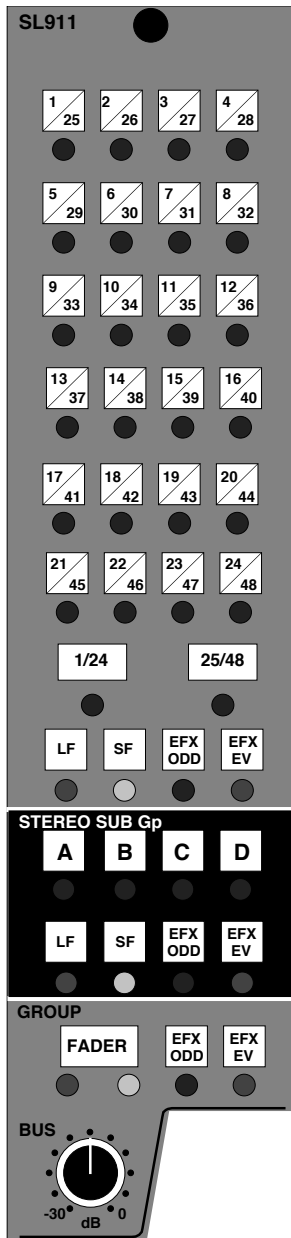 SL911
1 25 2 26 3 27 4 28
5 29 6 30 7 31 8 32
9 33 10 34 11 35 12 36
13 37 14 38 15 39 16 40
17 41 18 42 19 43 20 44
21 45 22 46 23 47 24 48
1/24 25/48
LF SF EFX ODD EFX EV
STEREO SUB Gp
A B C D
LF SF EFX ODD EFX EV
GROUP
FADER EFX ODD EFX EV
BUS
-30 dB 0